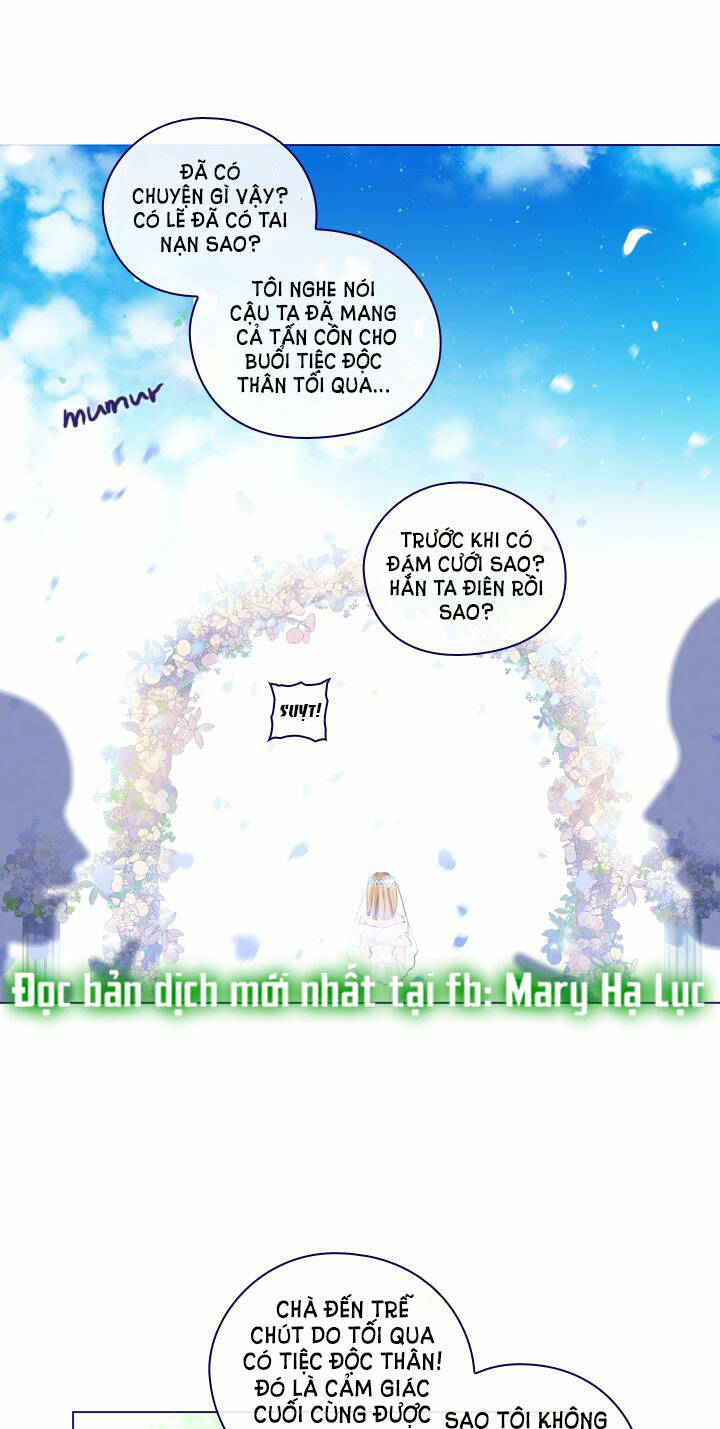 ĐÃ CÓ
CHUYỆN GÌ VẬY?
CÓ LẼ ĐÃ CÓ TAI
NẠN SAO?
TÔI NGHE NÓI
CẬU TA ĐÃ MANG
CẢ TẤN CỒN CHO
BUỔI TIỆC ĐỘC
THÂN TỐI QUA...
mumur
TRƯỚC KHI CÓ
ĐÁM CƯỚI SAO?
HẮN TA ĐIÊN RỒI
SAO?
SUỴT!
Đọc bản dịch mới nhất tại fb: Mary Hạ Lục
CHÀ ĐẾN TRỄ
CHÚT DO TỐI QUA
CÓ TIỆC ĐỘC THÂN!
ĐÓ LÀ CẢM GIÁC
CUỐI CÙNG ĐƯỢC
SAO TÔI KHÔNG